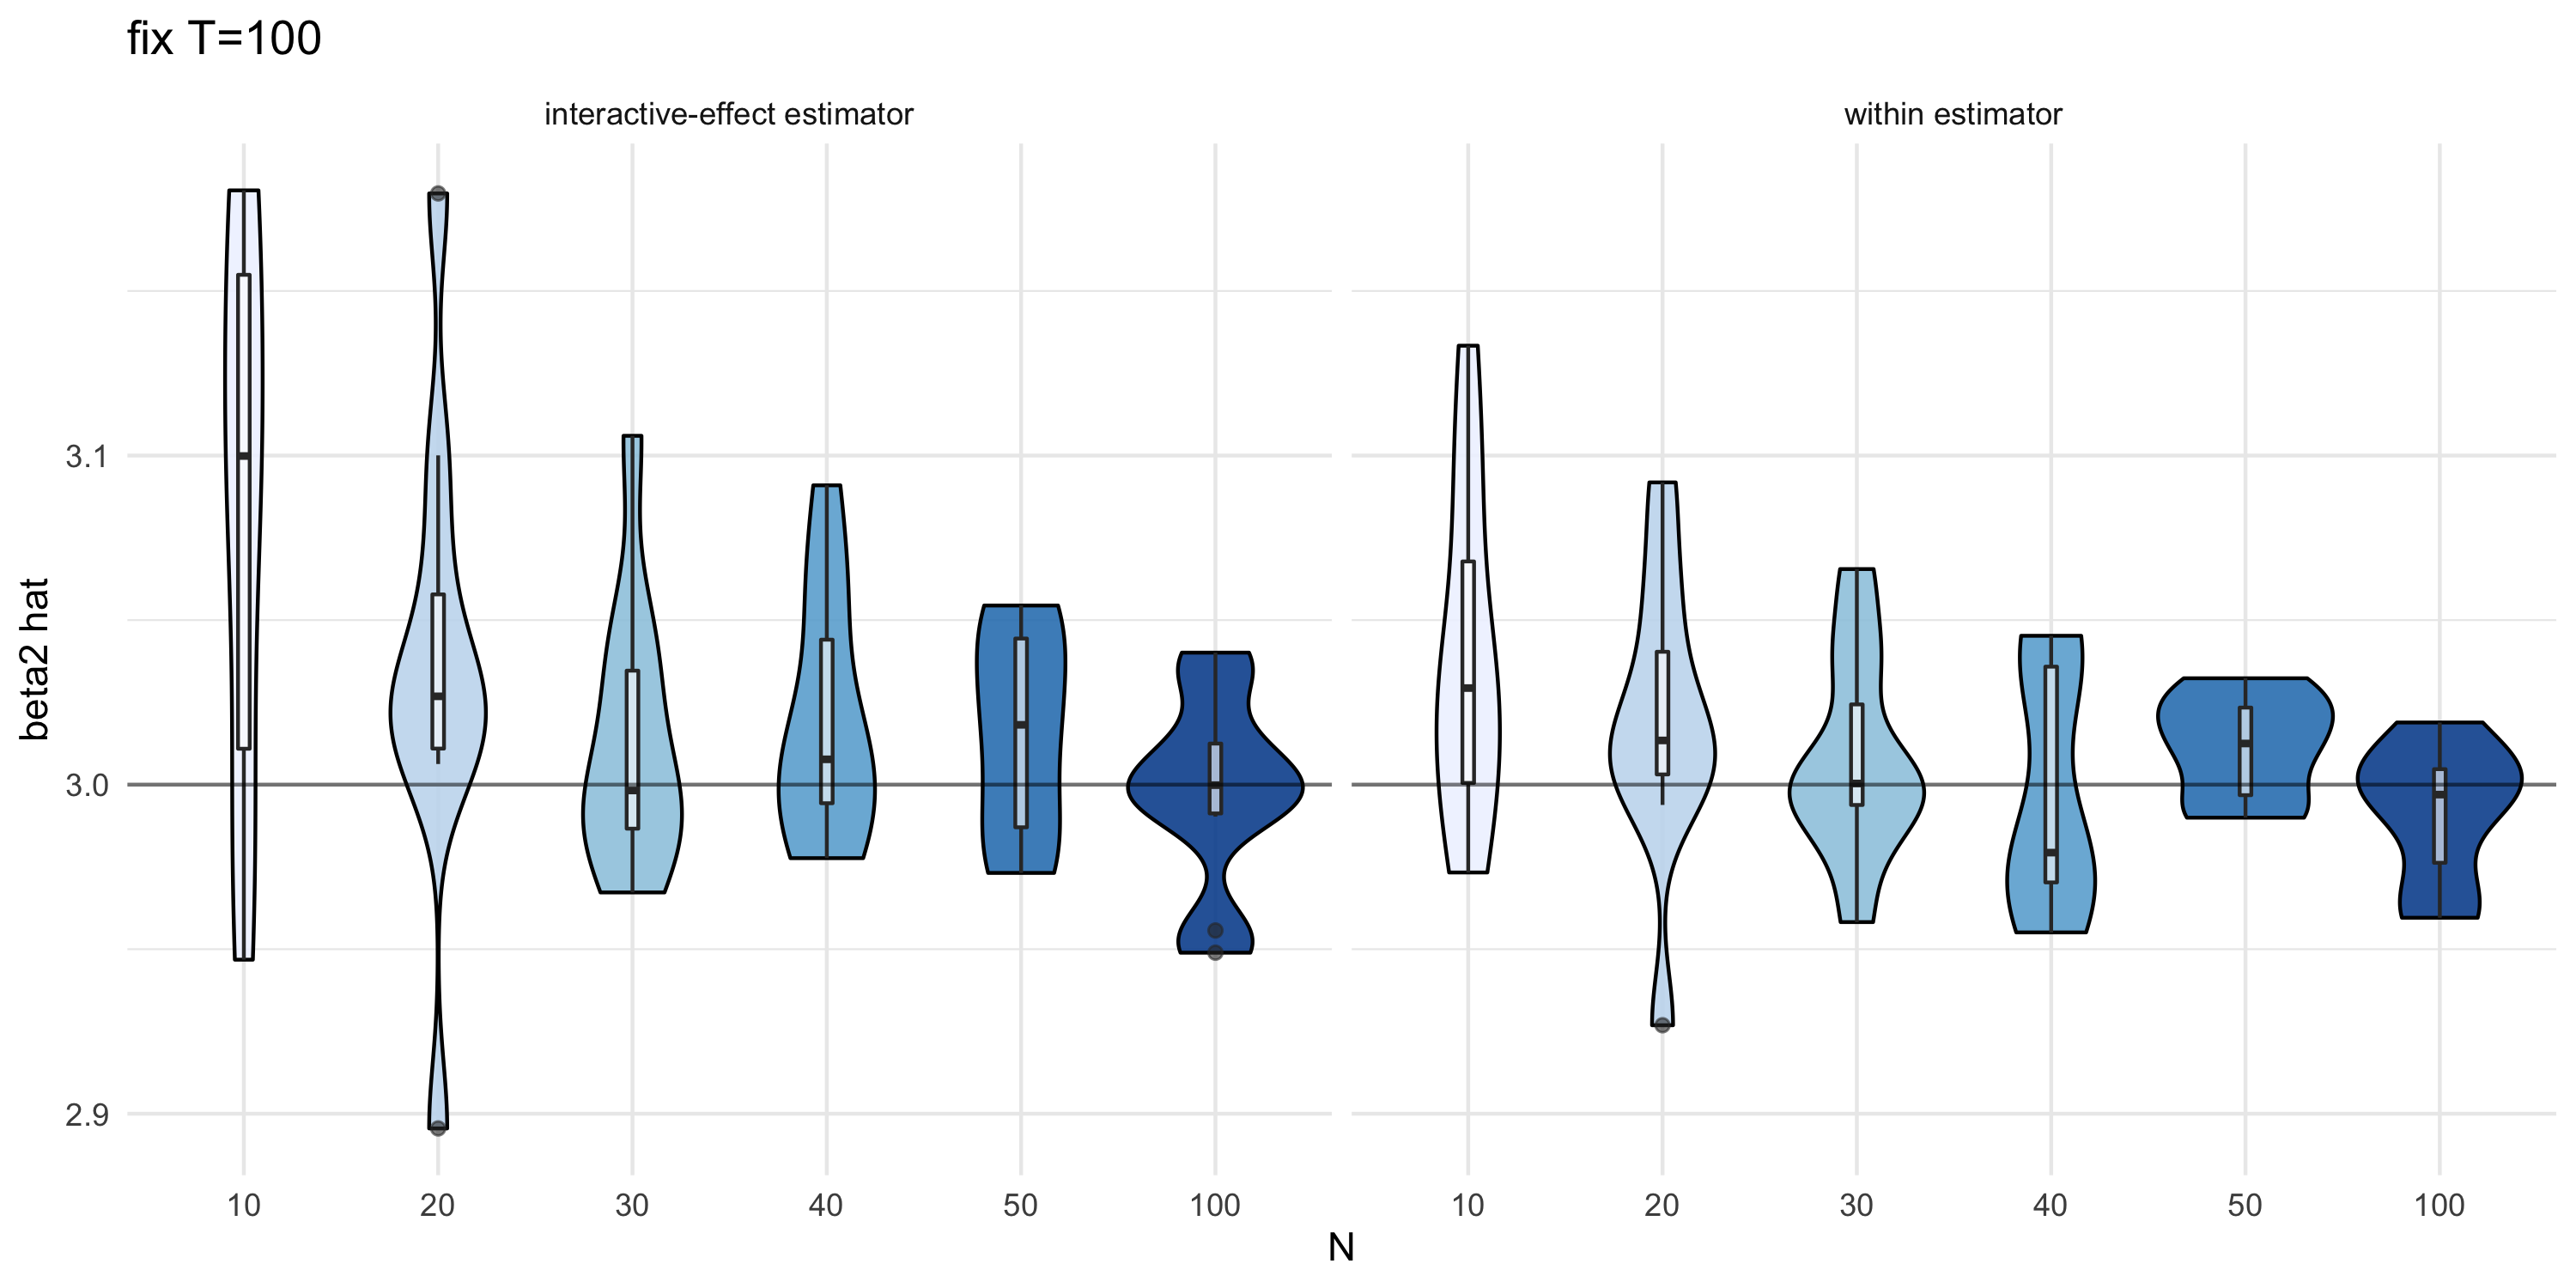 fix T=100
interactive-effect estimator
within estimator
beta2 hat
3.1
3.0
2.9
10 20 30 40 50 100
10 20 30 40 50 100
N